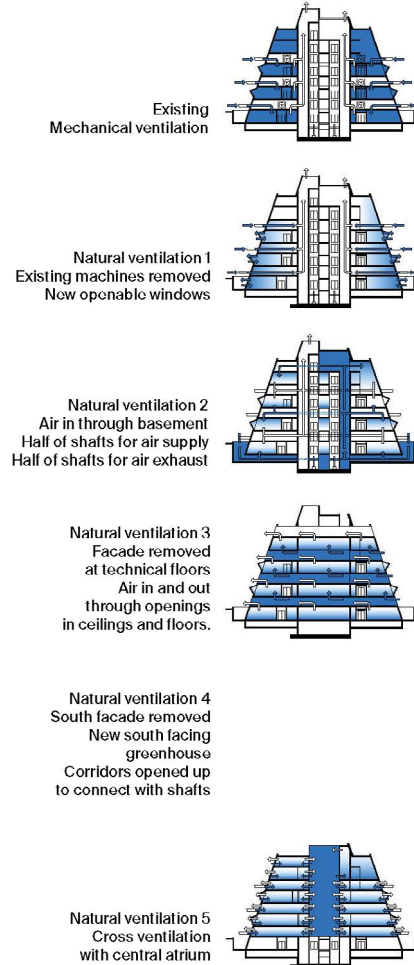 Existing
Mechanical ventilation
Natural ventilation 1
Existing machines removed
New openable windows
Natural ventilation 2
Air in through basement
Half of shafts for air supply
Half of shafts for air exhaust
Natural ventilation 3
Facade removed
at technical floors
Air in and out
through openings
in ceilings and floors.
Natural ventilation 4
South facade removed
New south facing
greenhouse
Corridors opened up
to connect with shafts
Natural ventilation 5
Cross ventilation
with central atrium